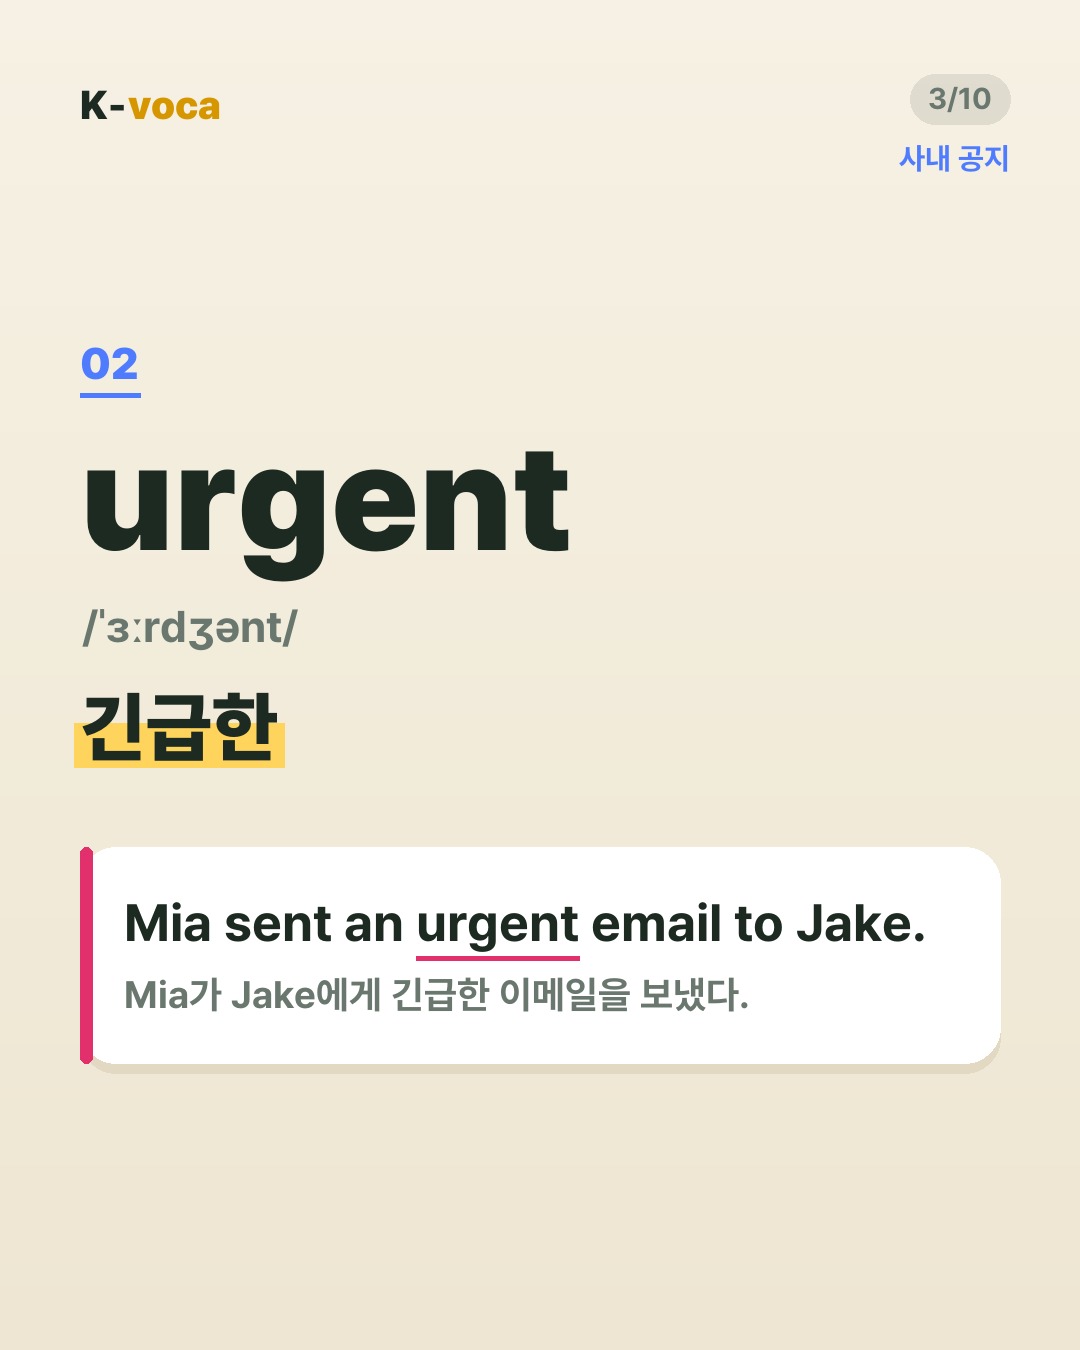 K-voca
3/10
사내 공지
02
urgent
/ˈɜːrdʒənt/
긴급한
Mia sent an urgent email to Jake.
Mia가 Jake에게 긴급한 이메일을 보냈다.